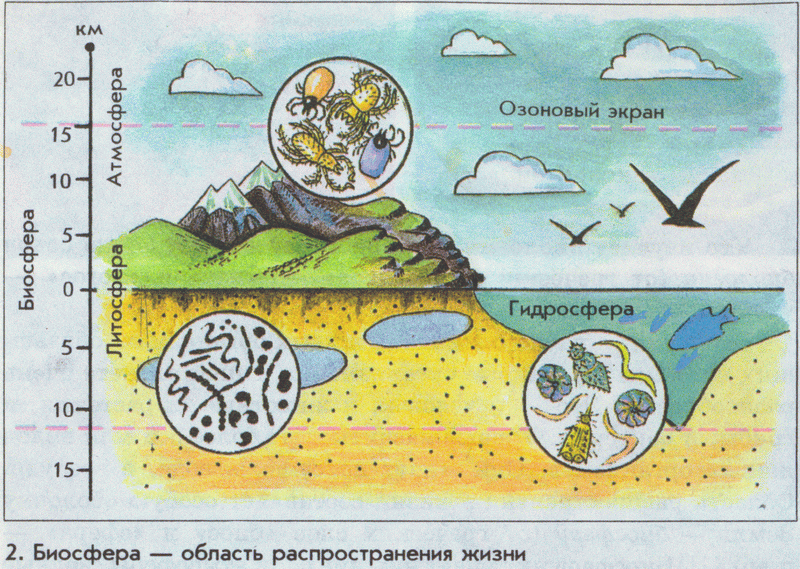 км
20
15
10
5
0
5
10
15
Биосфера
Атмосфера
Литосфера
Озоновый экран
Гидросфера
2. Биосфера — область распространения жизни